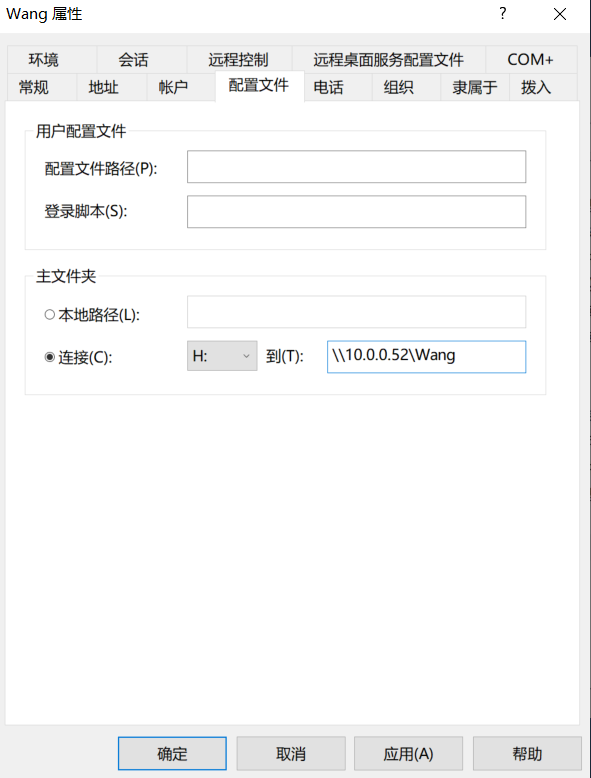 Wang 属性
?
环境 会话 远程控制 远程桌面服务配置文件 COM+
常规 地址 帐户 配置文件 电话 组织 隶属于 拨入
用户配置文件
配置文件路径(P):
登录脚本(S):
主文件夹
本地路径(L):
连接(C): H: 到(T): \\10.0.0.52\Wang
确定 取消 应用(A) 帮助